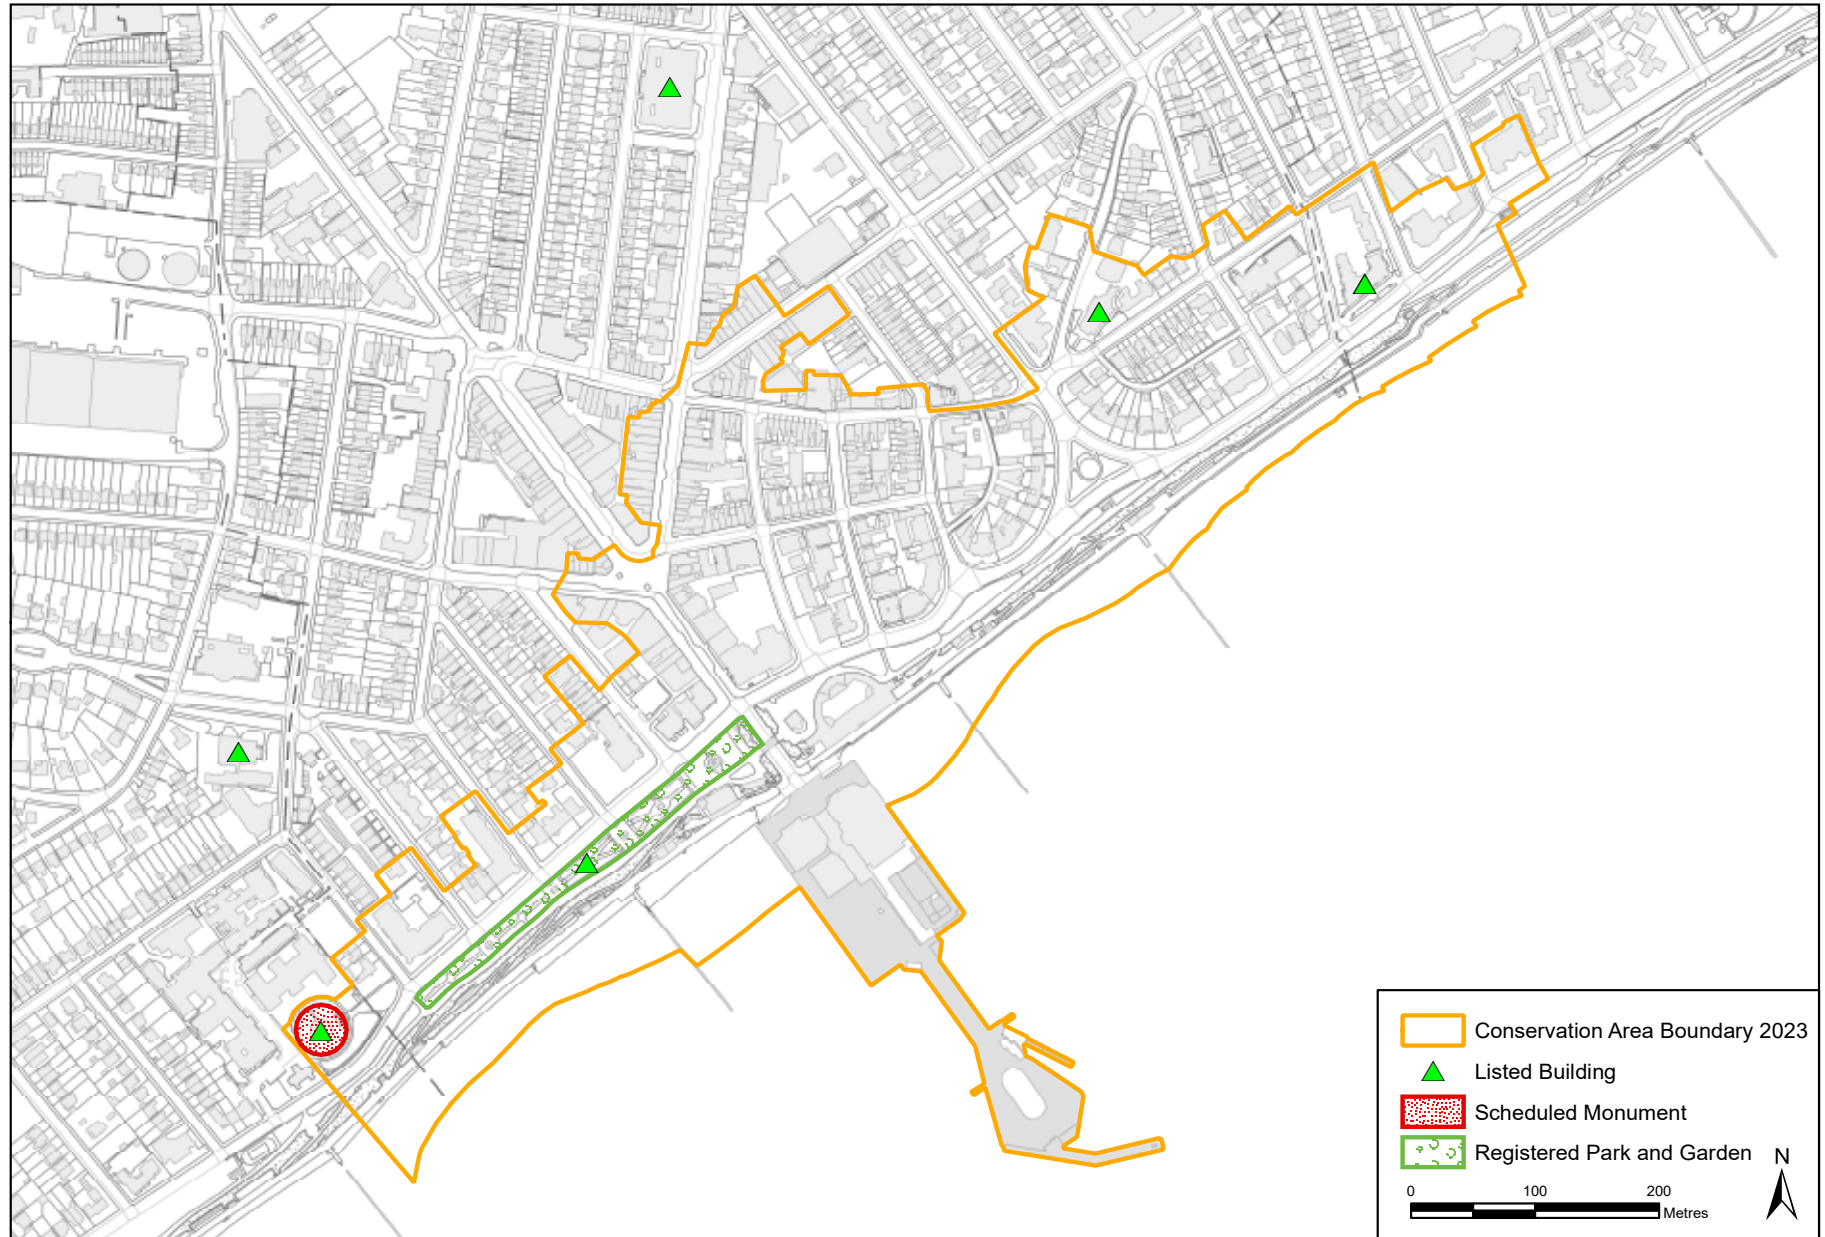 Conservation Area Boundary 2023
Listed Building
Scheduled Monument
Registered Park and Garden
N
0 100 200
Metres